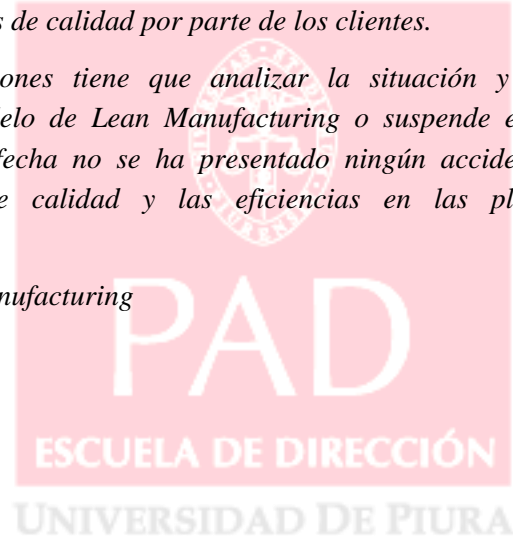 s de calidad por parte de los clientes.
ones tiene que analizar la situación y
lelo de Lean Manufacturing o suspende e
fecha no se ha presentado ningún accide
e calidad y las eficiencias en las pl
nufacturing
PAD
ESCUELA DE DIRECCIÓN
UNIVERSIDAD DE PIURA